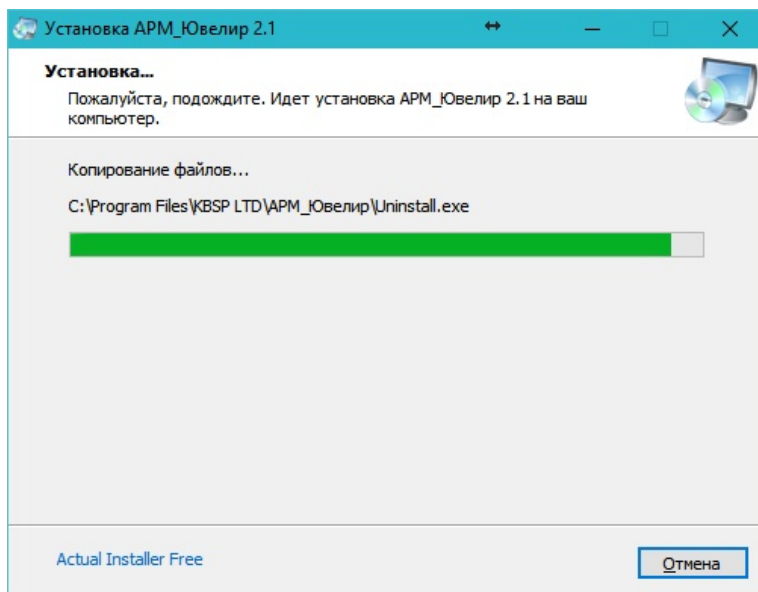 Установка АРМ_Ювелир 2.1
Установка...
Пожалуйста, подождите. Идет установка АРМ_Ювелир 2.1 на ваш
компьютер.
Копирование файлов...
C:\Program Files\KBSP LTD\АРМ_Ювелир\Uninstall.exe
Actual Installer Free
Отмена